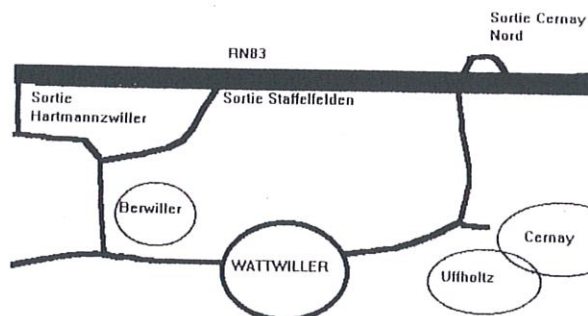 Sortie Cernay
Nord
RN83
Sortie
Hartmannzwiller
Sortie Staffelfelden
Berwiller
WATTWILLER
Cernay
Uffholtz